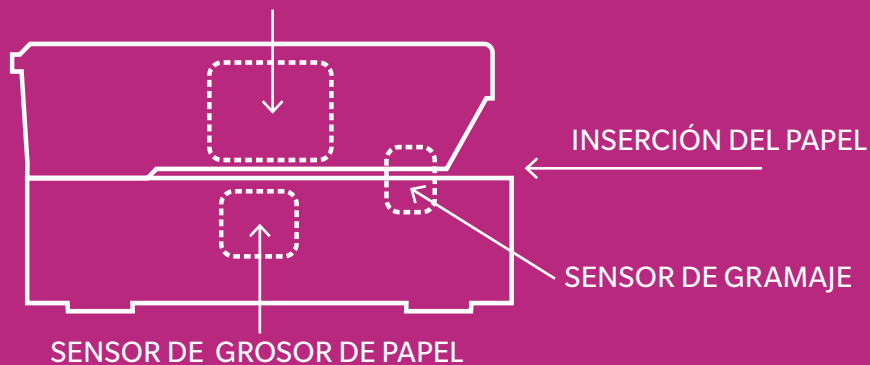 INSERCIÓN DEL PAPEL
SENSOR DE GRAMAJE
SENSOR DE GROSOR DE PAPEL